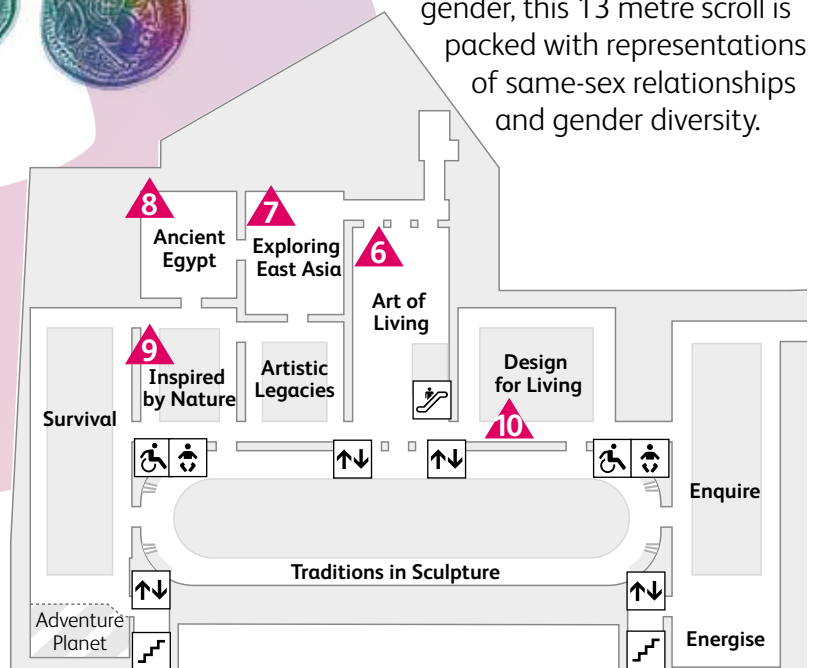 gender, this 13 metre scroll is
packed with representations
of same-sex relationships
and gender diversity.
8
7
6
Ancient
Egypt
Exploring
East Asia
Art of
Living
9
Inspired
by Nature
Artistic
Legacies
Design
for Living
10
Survival
Enquire
Traditions in Sculpture
Adventure
Planet
Energise